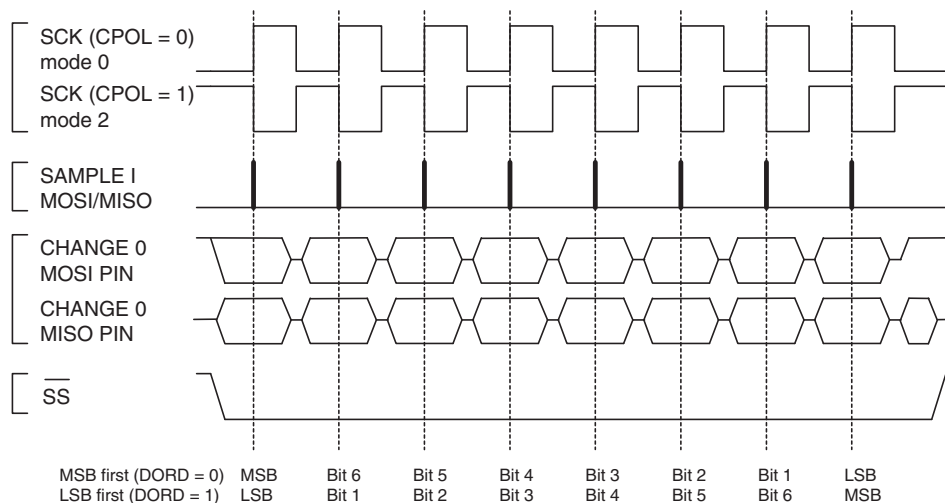 SCK (CPOL = 0)
mode 0
SCK (CPOL = 1)
mode 2
SAMPLE I
MOSI/MISO
CHANGE 0
MOSI PIN
CHANGE 0
MISO PIN
SS
MSB first (DORD = 0) MSB Bit 6 Bit 5 Bit 4 Bit 3 Bit 2 Bit 1 LSB
LSB first (DORD = 1) LSB Bit 1 Bit 2 Bit 3 Bit 4 Bit 5 Bit 6 MSB